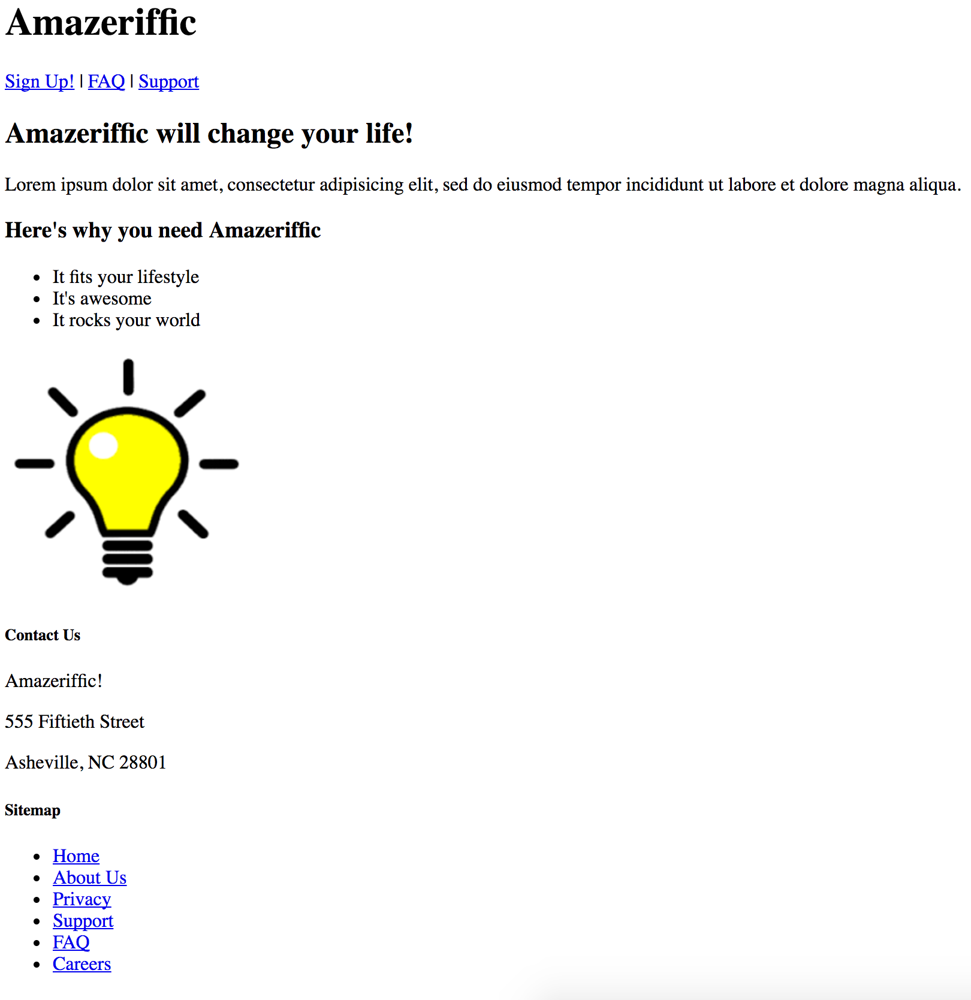 Amazeriffic
Sign Up! | FAQ | Support
Amazeriffic will change your life!
Lorem ipsum dolor sit amet, consectetur adipisicing elit, sed do eiusmod tempor incididunt ut labore et dolore magna aliqua.
Here's why you need Amazeriffic
• It fits your lifestyle
• It's awesome
• It rocks your world
Contact Us
Amazeriffic!
555 Fiftieth Street
Asheville, NC 28801
Sitemap
• Home
• About Us
• Privacy
• Support
• FAQ
• Careers